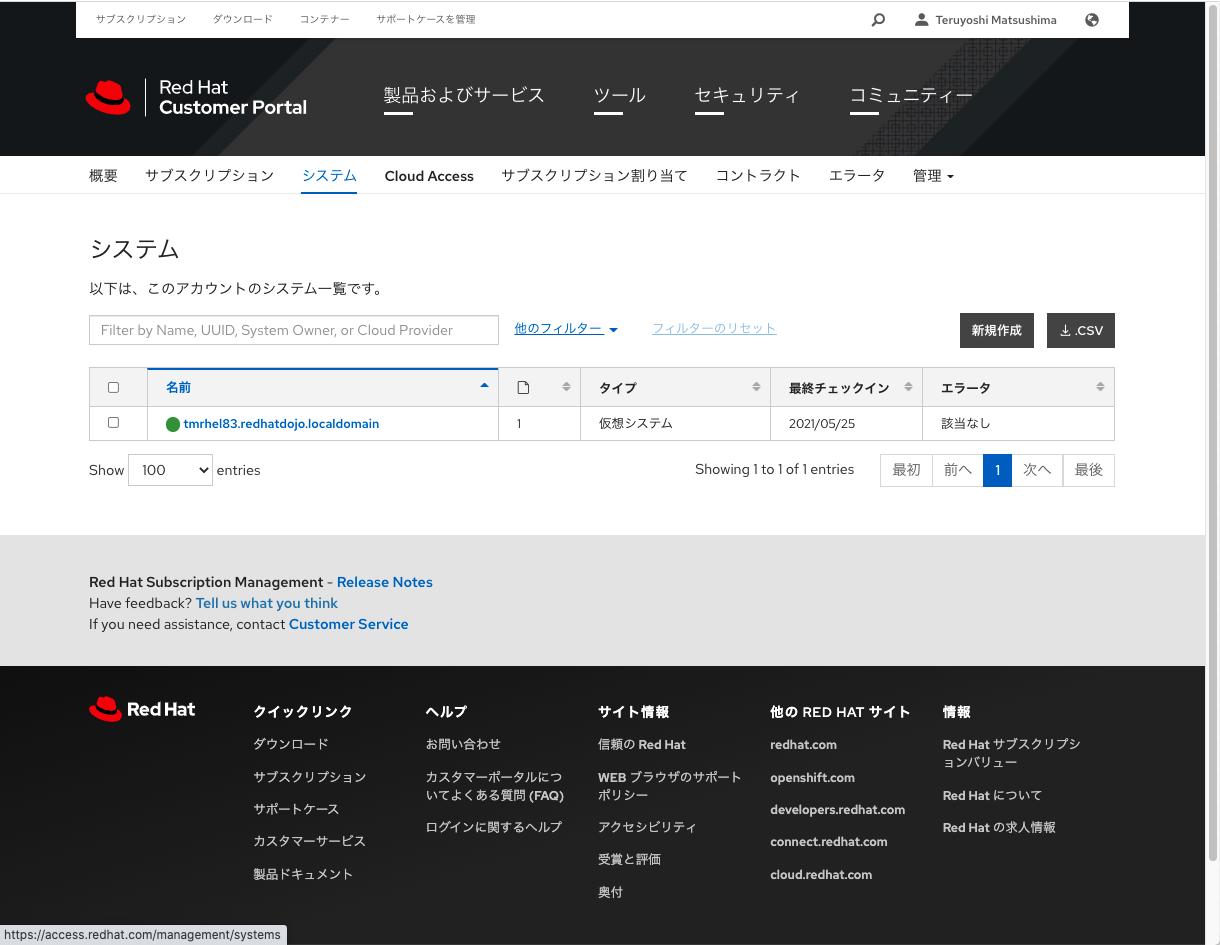 サブスクリプション ダウンロード コンテナー サポートケースを管理 Teruyoshi Matsushima
Red Hat
Customer Portal
製品およびサービス ツール セキュリティ コミュニティー
概要 サブスクリプション システム Cloud Access サブスクリプション割り当て コントラクト エラータ 管理
システム
以下は、このアカウントのシステム一覧です。
Filter by Name, UUID, System Owner, or Cloud Provider 他のフィルター フィルターのリセット 新規作成 .CSV
名前 タイプ 最終チェックイン エラータ
tmrhel83.redhatdojo.localdomain 1 仮想システム 2021/05/25 該当なし
Show 100 entries Showing 1 to 1 of 1 entries 最初 前へ 1 次へ 最後
Red Hat Subscription Management - Release Notes
Have feedback? Tell us what you think
If you need assistance, contact Customer Service
Red Hat
クイックリンク
ダウンロード
サブスクリプション
サポートケース
カスタマーサービス
製品ドキュメント
ヘルプ
お問い合わせ
カスタマーポータルにつ
いてよくある質問 (FAQ)
ログインに関するヘルプ
サイト情報
信頼の Red Hat
WEB ブラウザのサポート
ポリシー
アクセシビリティ
受賞と評価
奥付
他の RED HAT サイト
redhat.com
openshift.com
developers.redhat.com
connect.redhat.com
cloud.redhat.com
情報
Red Hat サブスクリプシ
ョンバリュー
Red Hat について
Red Hat の求人情報
https://access.redhat.com/management/systems